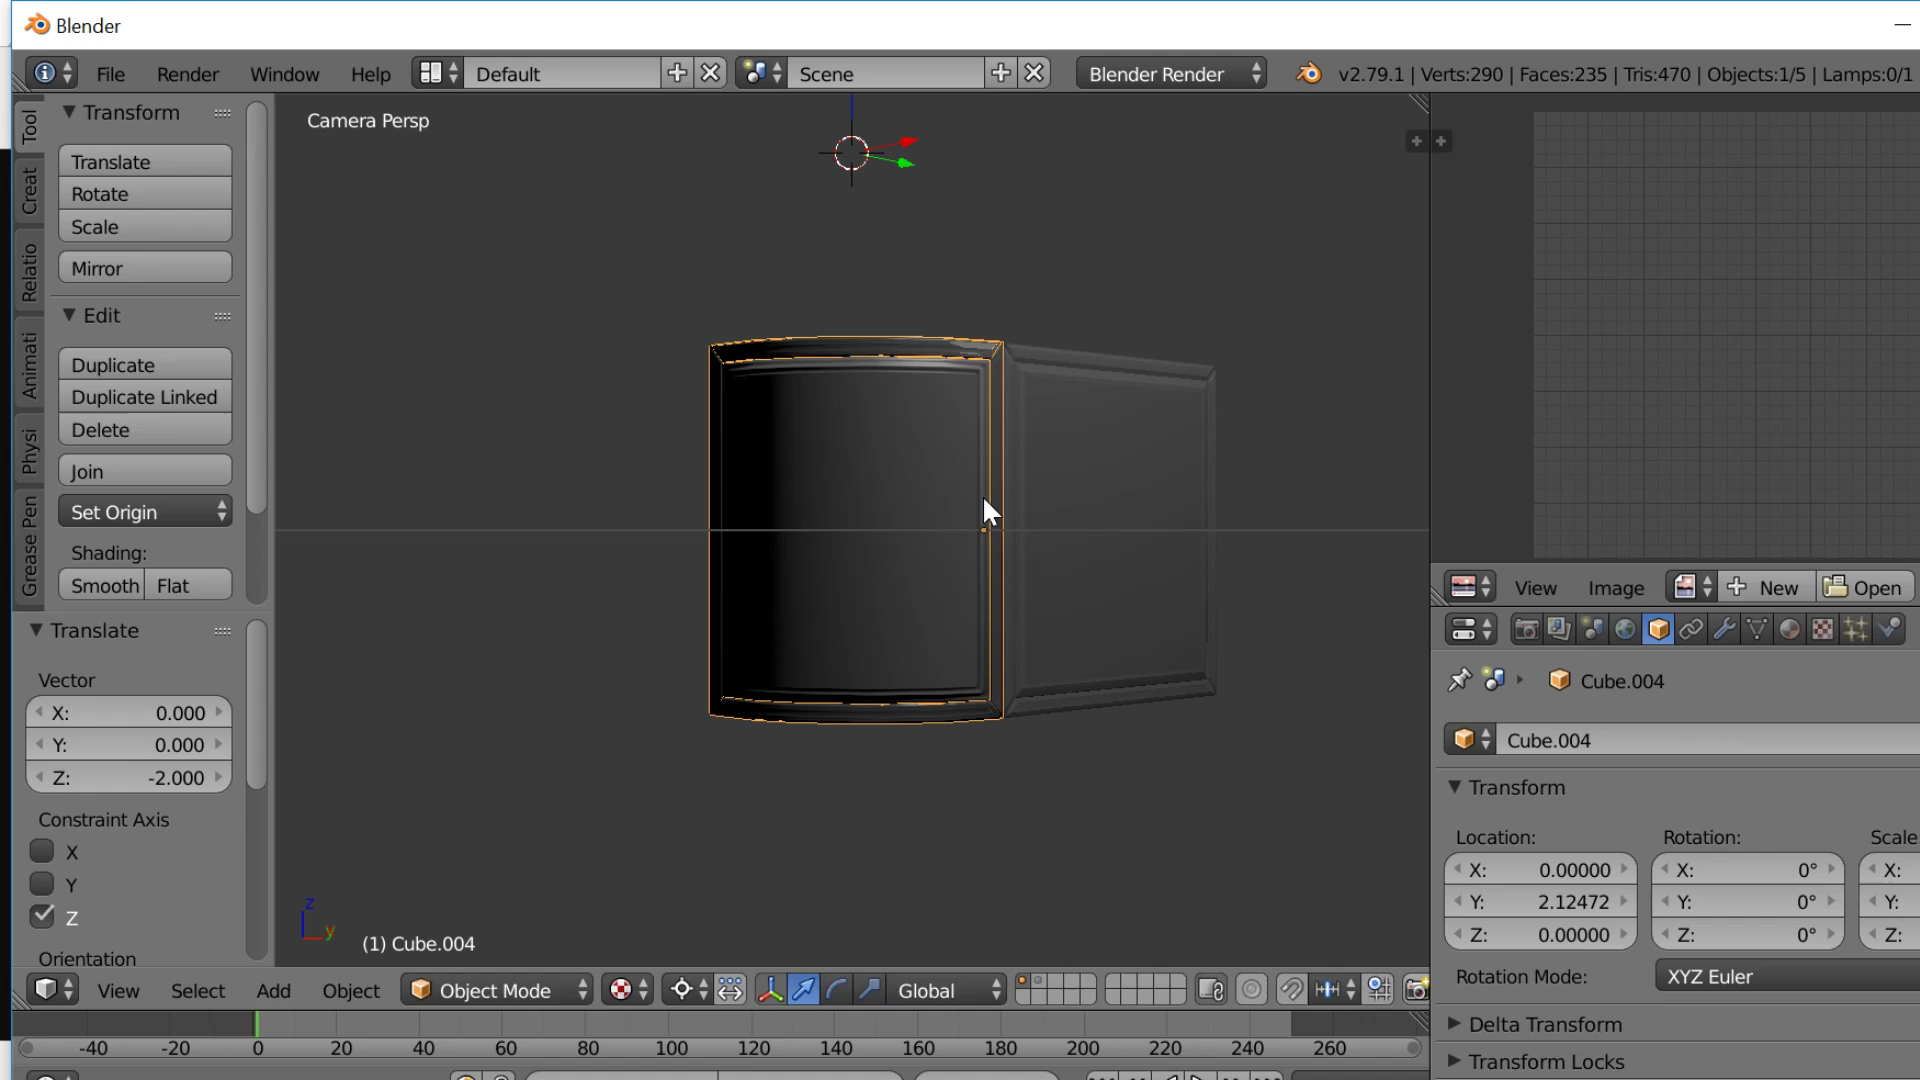 Blender
File Render Window Help Default Scene Blender Render v2.79.1 | Verts:290 | Faces:235 | Tris:470 | Objects:1/5 | Lamps:0/1
Tool
Creat
Relatio
Animati
Physi
Grease Pen
Transform
Translate
Rotate
Scale
Mirror
Edit
Duplicate
Duplicate Linked
Delete
Join
Set Origin
Shading:
Smooth Flat
Translate
Vector
X: 0.000
Y: 0.000
Z: -2.000
Constraint Axis
X
Y
Z
Orientation
Camera Persp
z
y
(1) Cube.004
View Select Add Object Object Mode Global
-40 -20 0 20 40 60 80 100 120 140 160 180 200 220 240 260
View Image New Open
Cube.004
Cube.004
Transform
Location: Rotation: Scale
X: 0.00000 X: 0° X:
Y: 2.12472 Y: 0° Y:
Z: 0.00000 Z: 0° Z:
Rotation Mode: XYZ Euler
Delta Transform
Transform Locks